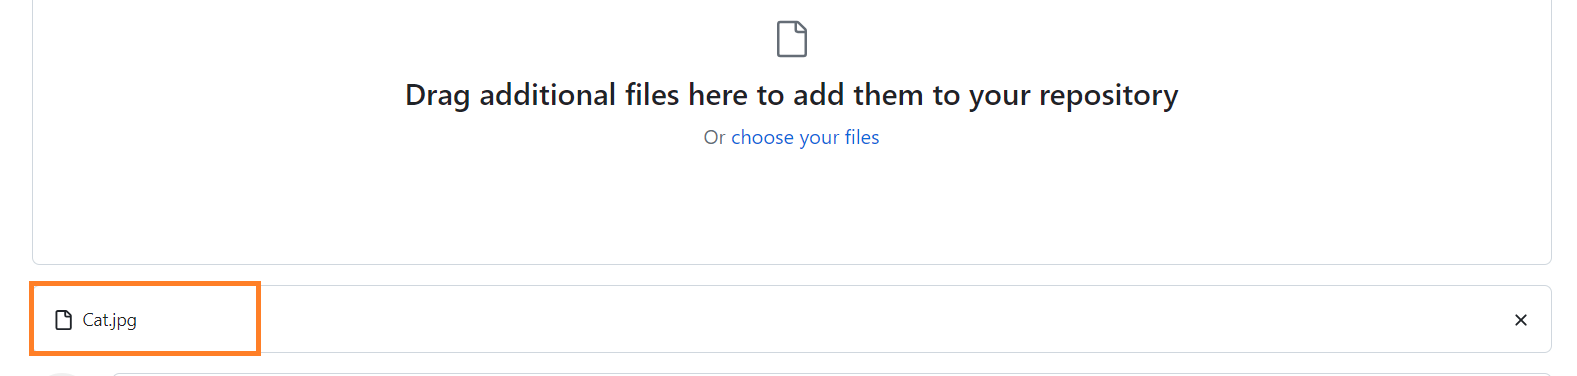 Drag additional files here to add them to your repository
Or choose your files
Cat.jpg